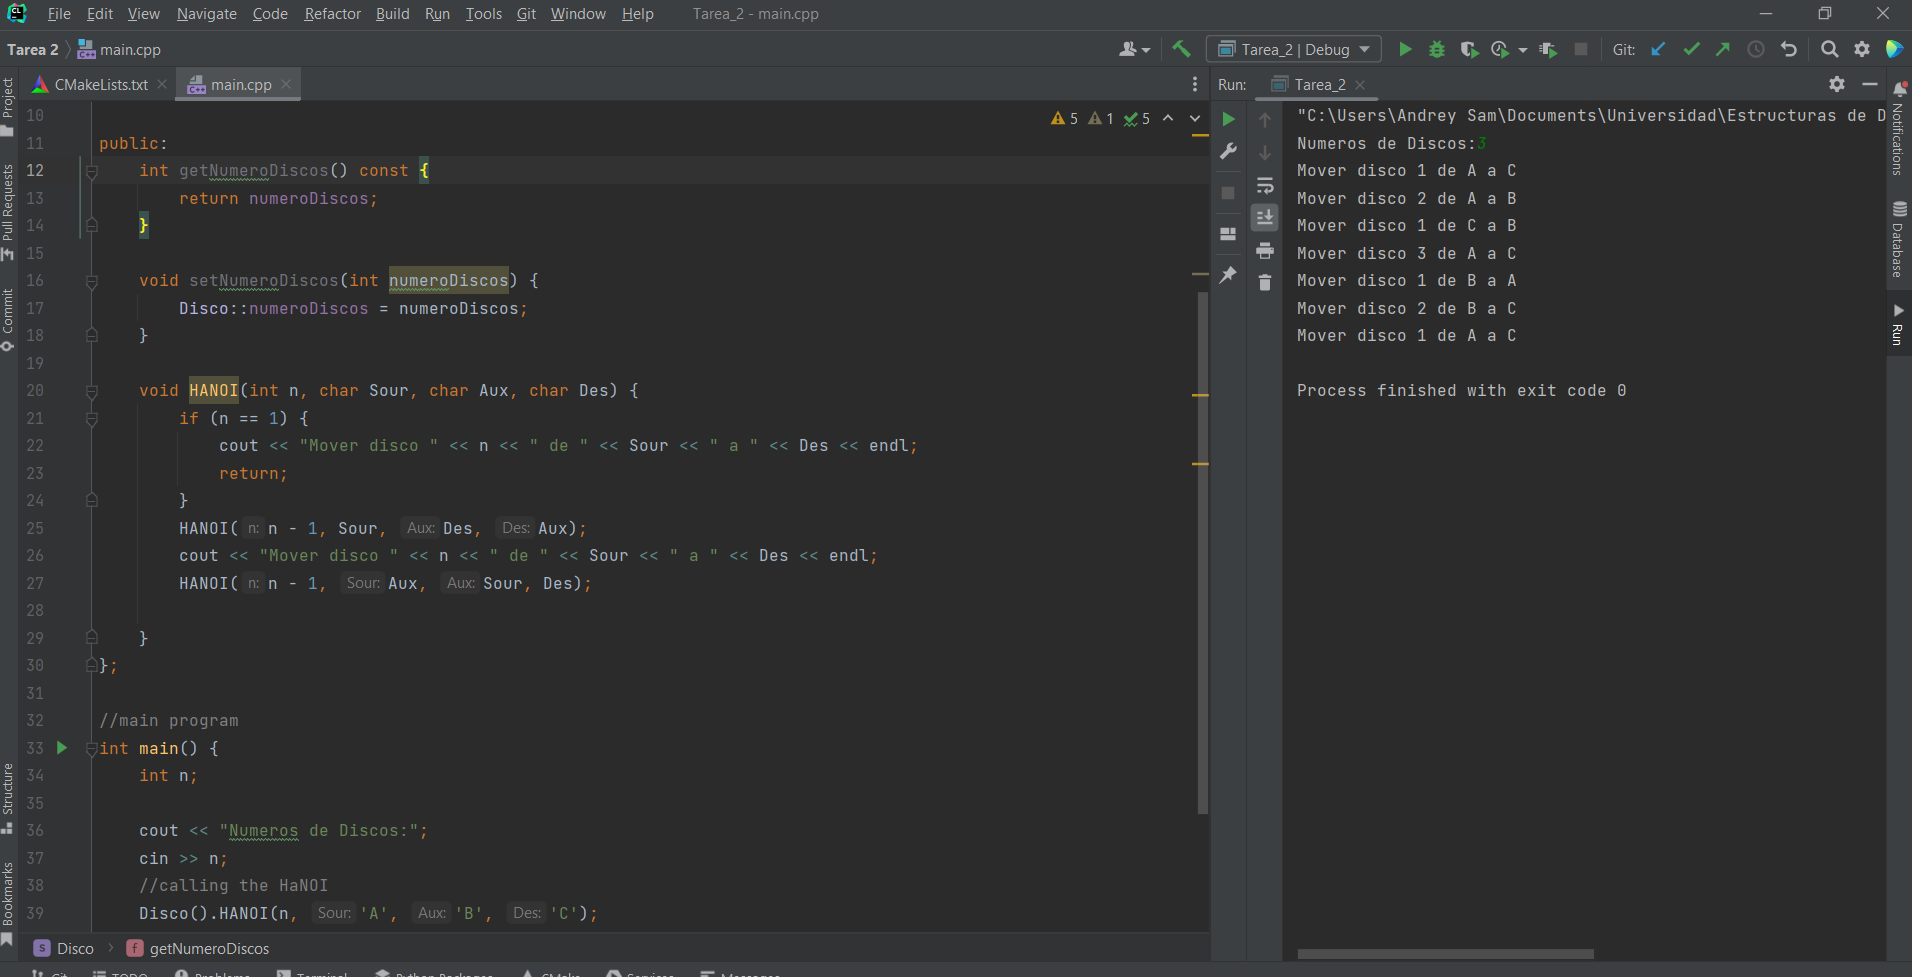 File Edit View Navigate Code Refactor Build Run Tools Git Window Help Tarea_2 - main.cpp
Tarea 2 main.cpp Tarea_2 | Debug Git:
CMakeLists.txt main.cpp
Project
Pull Requests
Commit
Structure
Bookmarks
5 1 5
10
11 public:
12 int getNumeroDiscos() const {
13 return numeroDiscos;
14 }
15
16 void setNumeroDiscos(int numeroDiscos) {
17 Disco::numeroDiscos = numeroDiscos;
18 }
19
20 void HANOI(int n, char Sour, char Aux, char Des) {
21 if (n == 1) {
22 cout << "Mover disco " << n << " de " << Sour << " a " << Des << endl;
23 return;
24 }
25 HANOI( n: n - 1, Sour, Aux: Des, Des: Aux);
26 cout << "Mover disco " << n << " de " << Sour << " a " << Des << endl;
27 HANOI( n: n - 1, Sour: Aux, Aux: Sour, Des);
28
29 }
30 };
31
32 //main program
33 int main() {
34 int n;
35
36 cout << "Numeros de Discos:";
37 cin >> n;
38 //calling the HaNOI
39 Disco().HANOI(n, Sour: 'A', Aux: 'B', Des: 'C');
S Disco f getNumeroDiscos
Run: Tarea_2
"C:\Users\Andrey Sam\Documents\Universidad\Estructuras de D
Numeros de Discos:3
Mover disco 1 de A a C
Mover disco 2 de A a B
Mover disco 1 de C a B
Mover disco 3 de A a C
Mover disco 1 de B a A
Mover disco 2 de B a C
Mover disco 1 de A a C
Process finished with exit code 0
Notifications
Database
Run
Git TODO Problems Terminal Python Packages CMake Services Messages